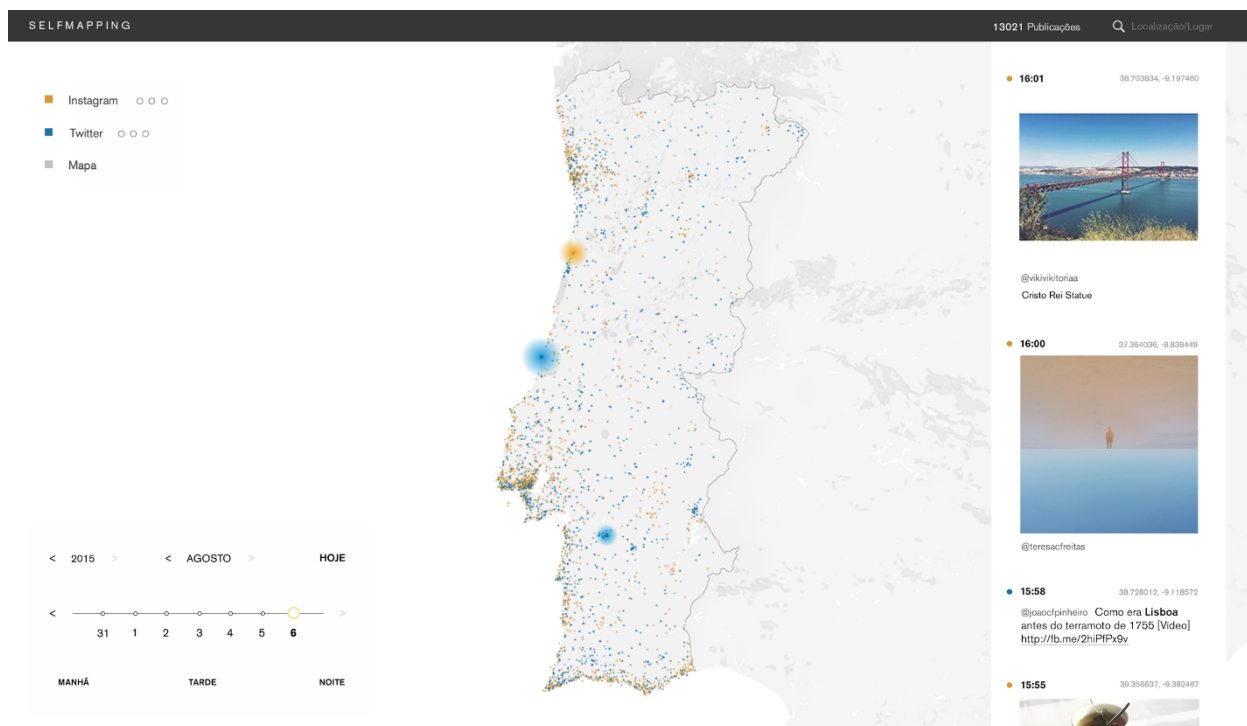 SELFMAPPING
13021 Publicações
Localização/Lugar
Instagram
Twitter
Mapa
< 2015 >
< AGOSTO >
HOJE
< >
31 1 2 3 4 5 6
MANHÃ TARDE NOITE
16:01 38.703834, -9.197460
@vikivikitoriaa
Cristo Rei Statue
16:00 37.364036, -8.838449
@teresacfreitas
15:58 38.728012, -9.118572
@joaocfpinheiro Como era Lisboa
antes do terramoto de 1755 [Vídeo]
http://fb.me/2hiPfPx9v
15:55 39.356637, -9.382467